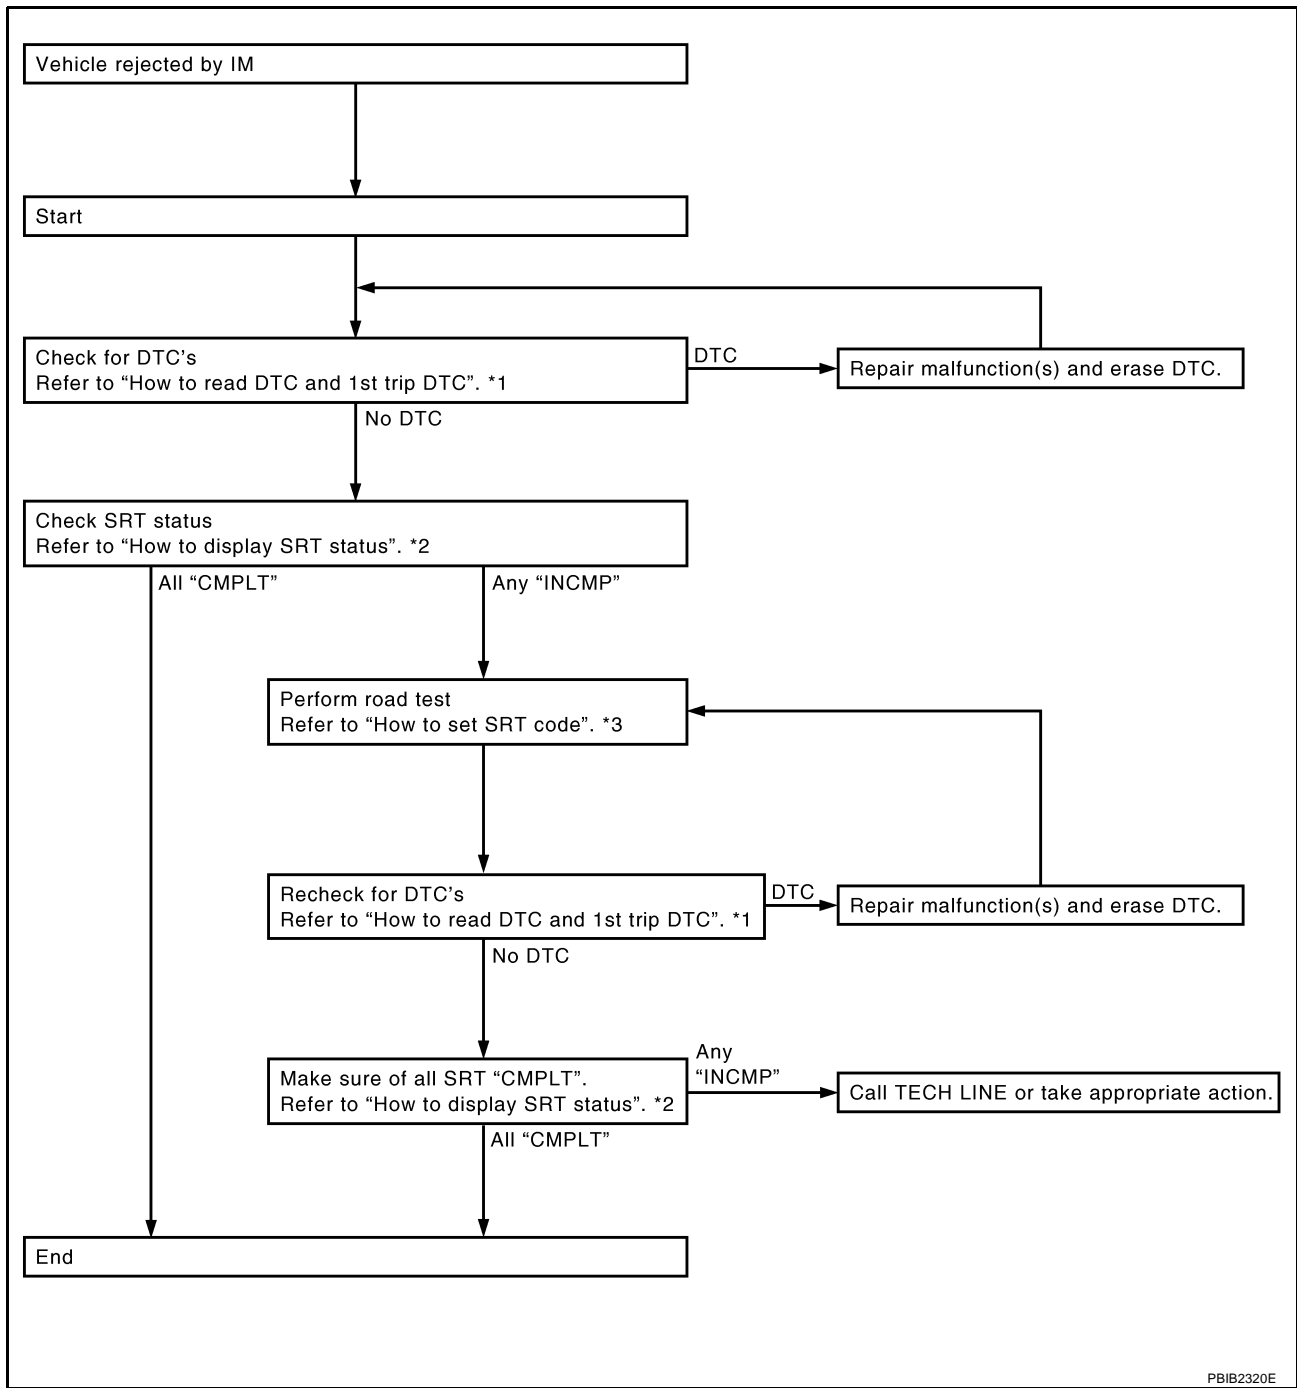 Vehicle rejected by IM
Start
Check for DTC’s
Refer to “How to read DTC and 1st trip DTC”. *1
DTC
Repair malfunction(s) and erase DTC.
No DTC
Check SRT status
Refer to “How to display SRT status”. *2
All “CMPLT”
Any “INCMP”
Perform road test
Refer to “How to set SRT code”. *3
Recheck for DTC’s
Refer to “How to read DTC and 1st trip DTC”. *1
DTC
Repair malfunction(s) and erase DTC.
No DTC
Make sure of all SRT “CMPLT”.
Refer to “How to display SRT status”. *2
Any
“INCMP”
Call TECH LINE or take appropriate action.
All “CMPLT”
End
PBIB2320E